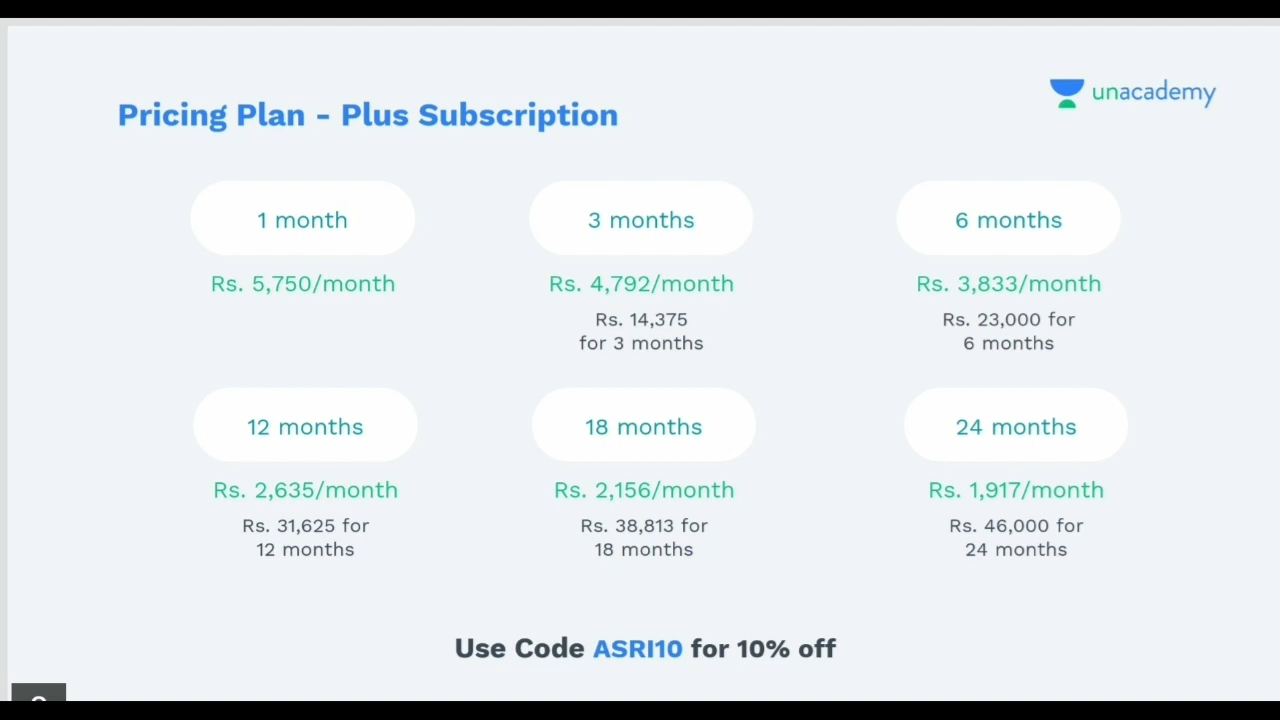 unacademy
Pricing Plan - Plus Subscription
1 month
Rs. 5,750/month
3 months
Rs. 4,792/month
Rs. 14,375
for 3 months
6 months
Rs. 3,833/month
Rs. 23,000 for
6 months
12 months
Rs. 2,635/month
Rs. 31,625 for
12 months
18 months
Rs. 2,156/month
Rs. 38,813 for
18 months
24 months
Rs. 1,917/month
Rs. 46,000 for
24 months
Use Code ASRI10 for 10% off